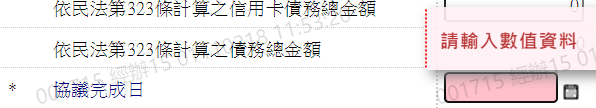 依民法第323條計算之信用卡債務總金額
0
請輸入數值資料
依民法第323條計算之債務總金額
* 協議完成日